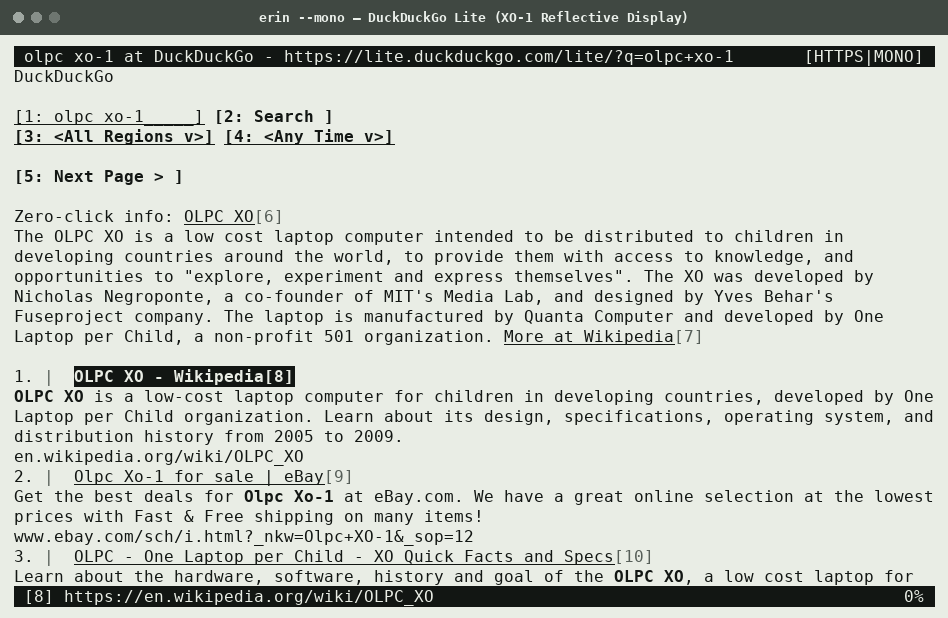 erin --mono — DuckDuckGo Lite (XO-1 Reflective Display)
olpc xo-1 at DuckDuckGo - https://lite.duckduckgo.com/lite/?q=olpc+xo-1 [HTTPS|MONO]
DuckDuckGo
[1: olpc xo-1_____] [2: Search ]
[3: <All Regions v>] [4: <Any Time v>]
[5: Next Page > ]
Zero-click info: OLPC XO[6]
The OLPC XO is a low cost laptop computer intended to be distributed to children in
developing countries around the world, to provide them with access to knowledge, and
opportunities to "explore, experiment and express themselves". The XO was developed by
Nicholas Negroponte, a co-founder of MIT's Media Lab, and designed by Yves Behar's
Fuseproject company. The laptop is manufactured by Quanta Computer and developed by One
Laptop per Child, a non-profit 501 organization. More at Wikipedia[7]
1. |  OLPC XO - Wikipedia[8]
OLPC XO is a low-cost laptop computer for children in developing countries, developed by One
Laptop per Child organization. Learn about its design, specifications, operating system, and
distribution history from 2005 to 2009.
en.wikipedia.org/wiki/OLPC_XO
2. |  Olpc Xo-1 for sale | eBay[9]
Get the best deals for Olpc Xo-1 at eBay.com. We have a great online selection at the lowest
prices with Fast & Free shipping on many items!
www.ebay.com/sch/i.html?_nkw=Olpc+XO-1&_sop=12
3. |  OLPC - One Laptop per Child - XO Quick Facts and Specs[10]
Learn about the hardware, software, history and goal of the OLPC XO, a low cost laptop for
[8] https://en.wikipedia.org/wiki/OLPC_XO 0%